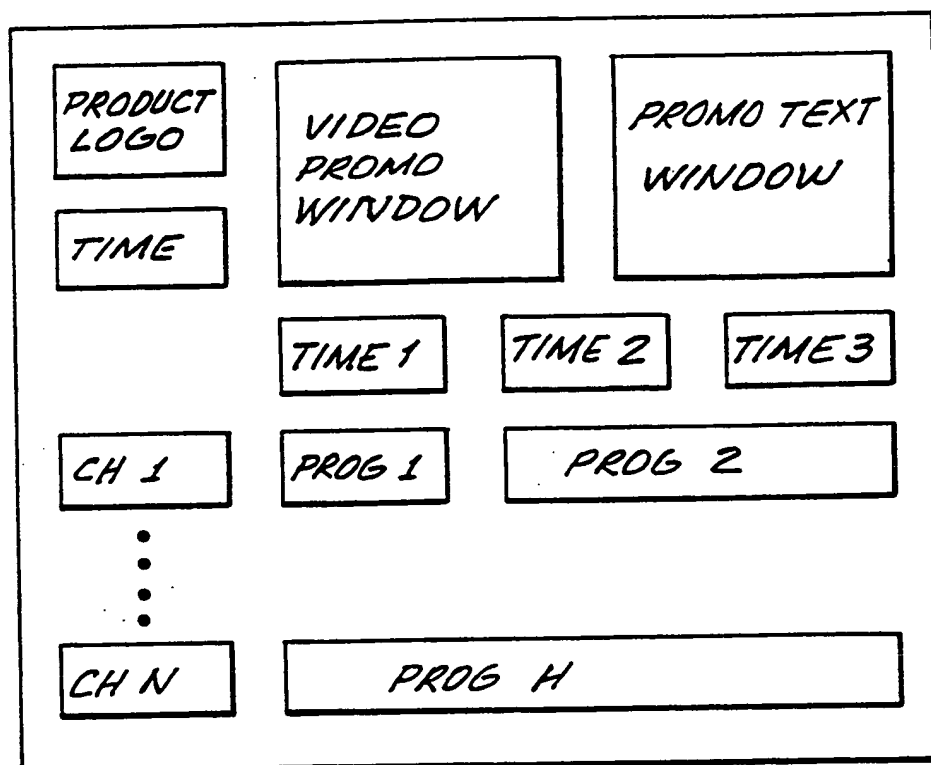 PRODUCT
LOGO
VIDEO
PROMO
WINDOW
PROMO TEXT
WINDOW
TIME
TIME 1
TIME 2
TIME 3
CH 1
PROG 1
PROG 2
CH N
PROG H